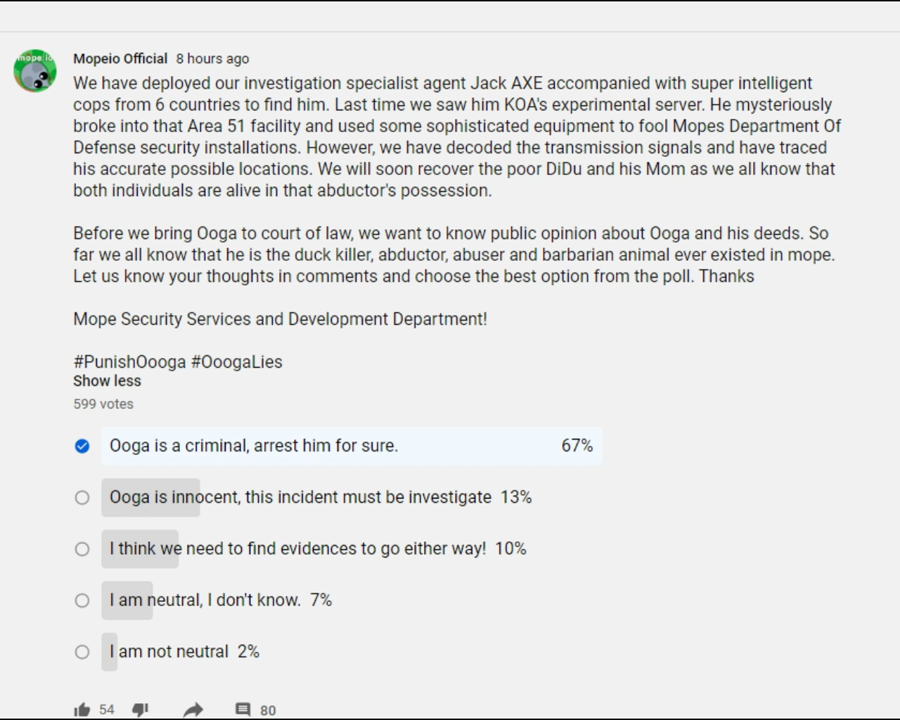 mope.io
Mopeio Official 8 hours ago
We have deployed our investigation specialist agent Jack AXE accompanied with super intelligent
cops from 6 countries to find him. Last time we saw him KOA's experimental server. He mysteriously
broke into that Area 51 facility and used some sophisticated equipment to fool Mopes Department Of
Defense security installations. However, we have decoded the transmission signals and have traced
his accurate possible locations. We will soon recover the poor DiDu and his Mom as we all know that
both individuals are alive in that abductor's possession.
Before we bring Ooga to court of law, we want to know public opinion about Ooga and his deeds. So
far we all know that he is the duck killer, abductor, abuser and barbarian animal ever existed in mope.
Let us know your thoughts in comments and choose the best option from the poll. Thanks
Mope Security Services and Development Department!
#PunishOooga #OoogaLies
Show less
599 votes
Ooga is a criminal, arrest him for sure. 67%
Ooga is innocent, this incident must be investigate 13%
I think we need to find evidences to go either way! 10%
I am neutral, I don't know. 7%
I am not neutral 2%
54 80